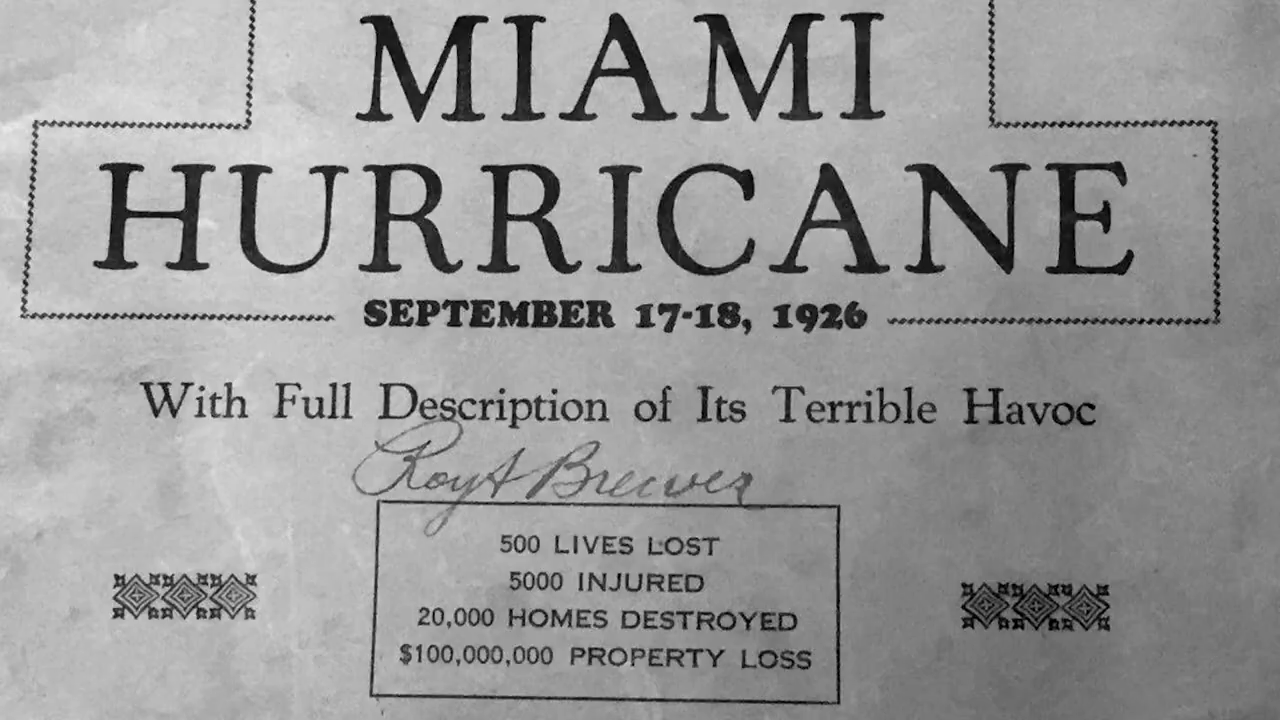 MIAMI
HURRICANE
SEPTEMBER 17-18, 1926
With Full Description of Its Terrible Havoc
Roy A Brewer
500 LIVES LOST
5000 INJURED
20,000 HOMES DESTROYED
$100,000,000 PROPERTY LOSS